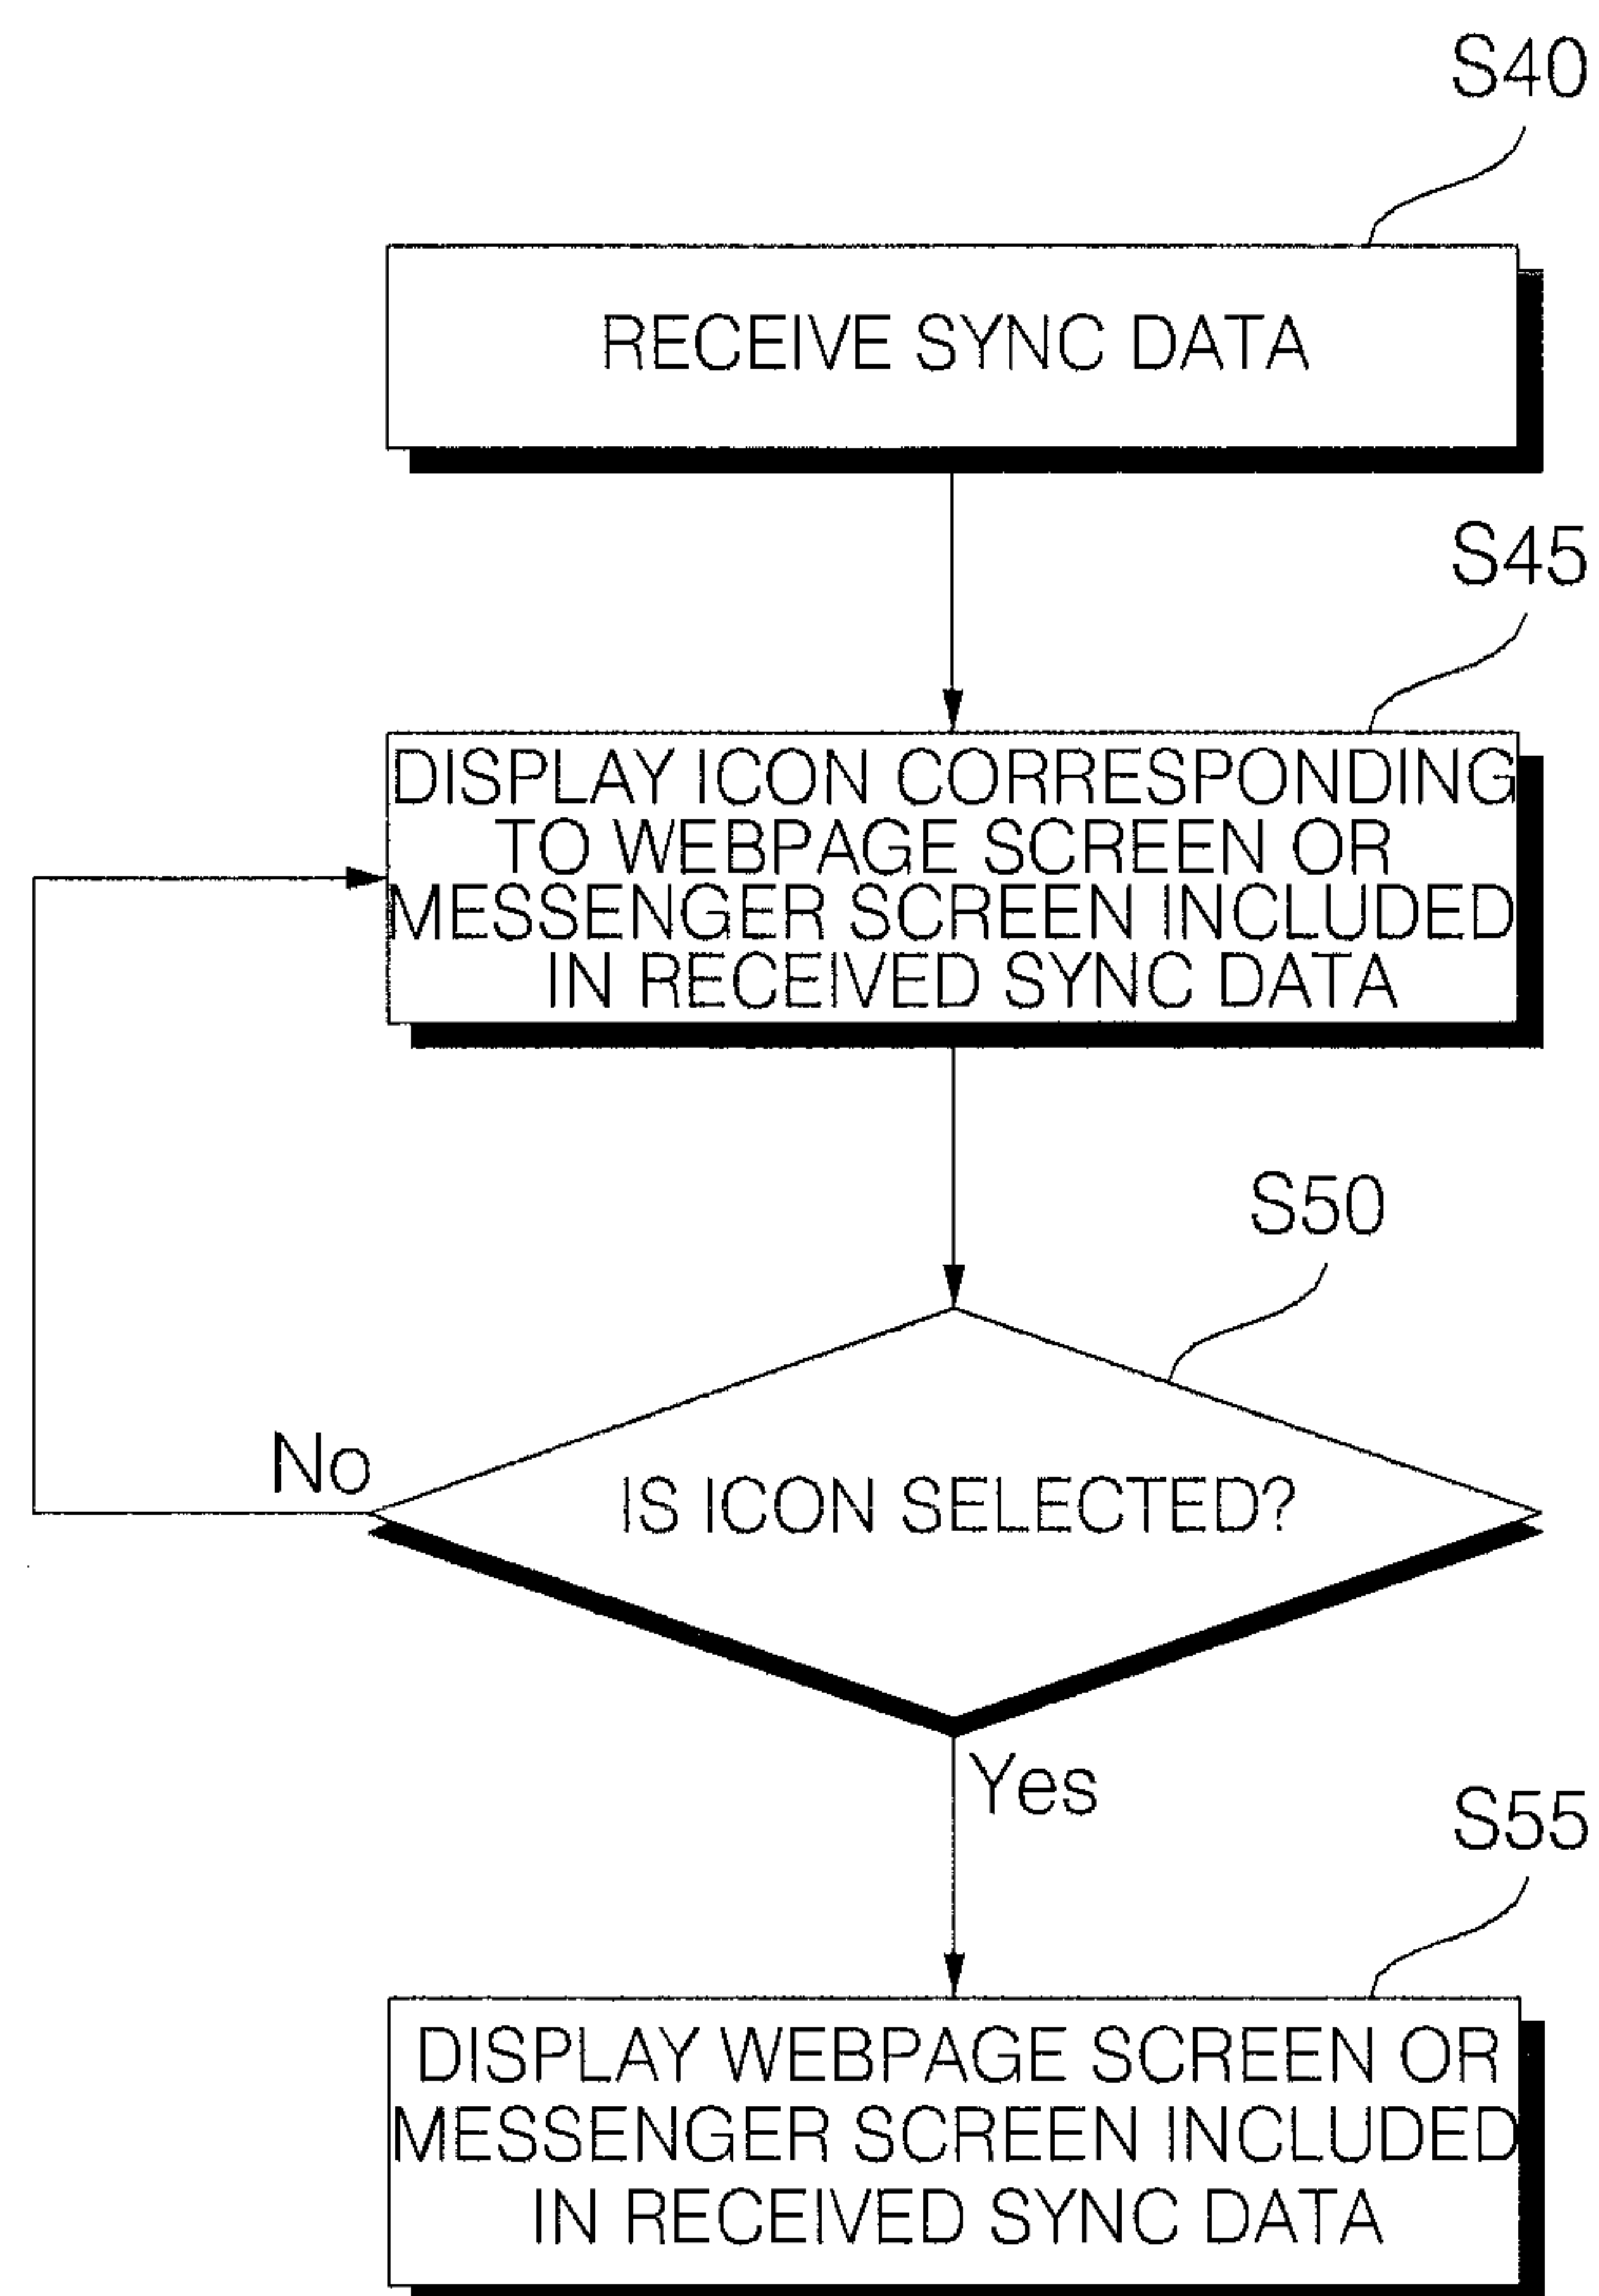 S40
RECEIVE SYNC DATA
S45
DISPLAY ICON CORRESPONDING
TO WEBPAGE SCREEN OR
MESSENGER SCREEN INCLUDED
IN RECEIVED SYNC DATA
S50
No
IS ICON SELECTED?
Yes
S55
DISPLAY WEBPAGE SCREEN OR
MESSENGER SCREEN INCLUDED
IN RECEIVED SYNC DATA